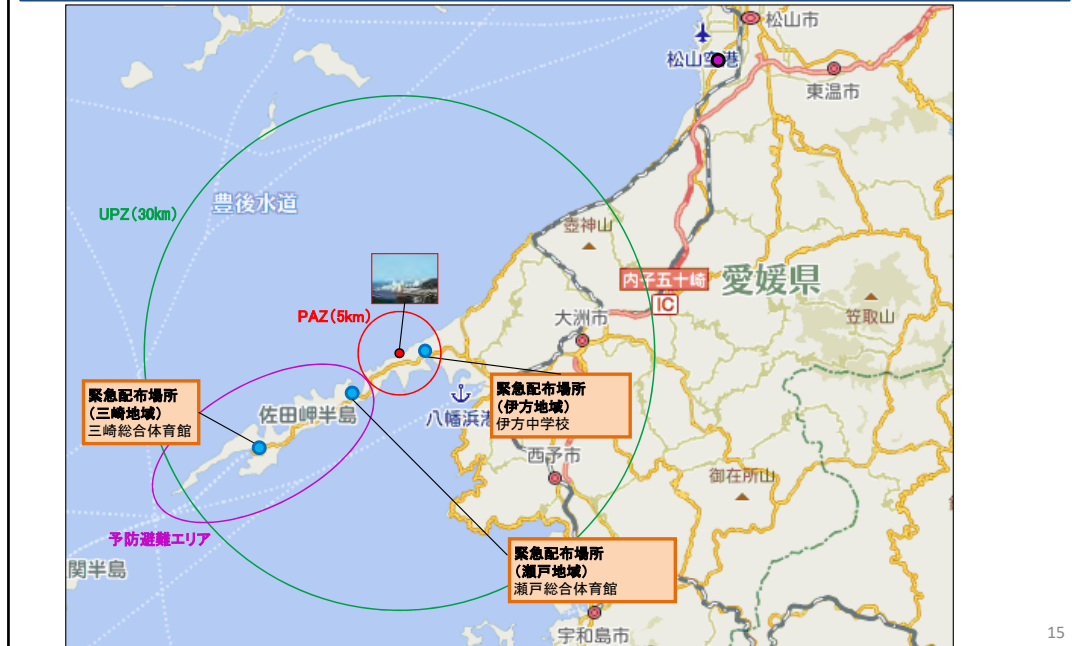 松山市
松山空港
東温市
UPZ(30km)
豊後水道
壺神山
内子五十崎
IC
愛媛県
笠取山
PAZ(5km)
大洲市
緊急配布場所
(三崎地域)
三崎総合体育館
佐田岬半島
八幡浜港
緊急配布場所
(伊方地域)
伊方中学校
西予市
御在所山
予防避難エリア
関半島
緊急配布場所
(瀬戸地域)
瀬戸総合体育館
宇和島市
15